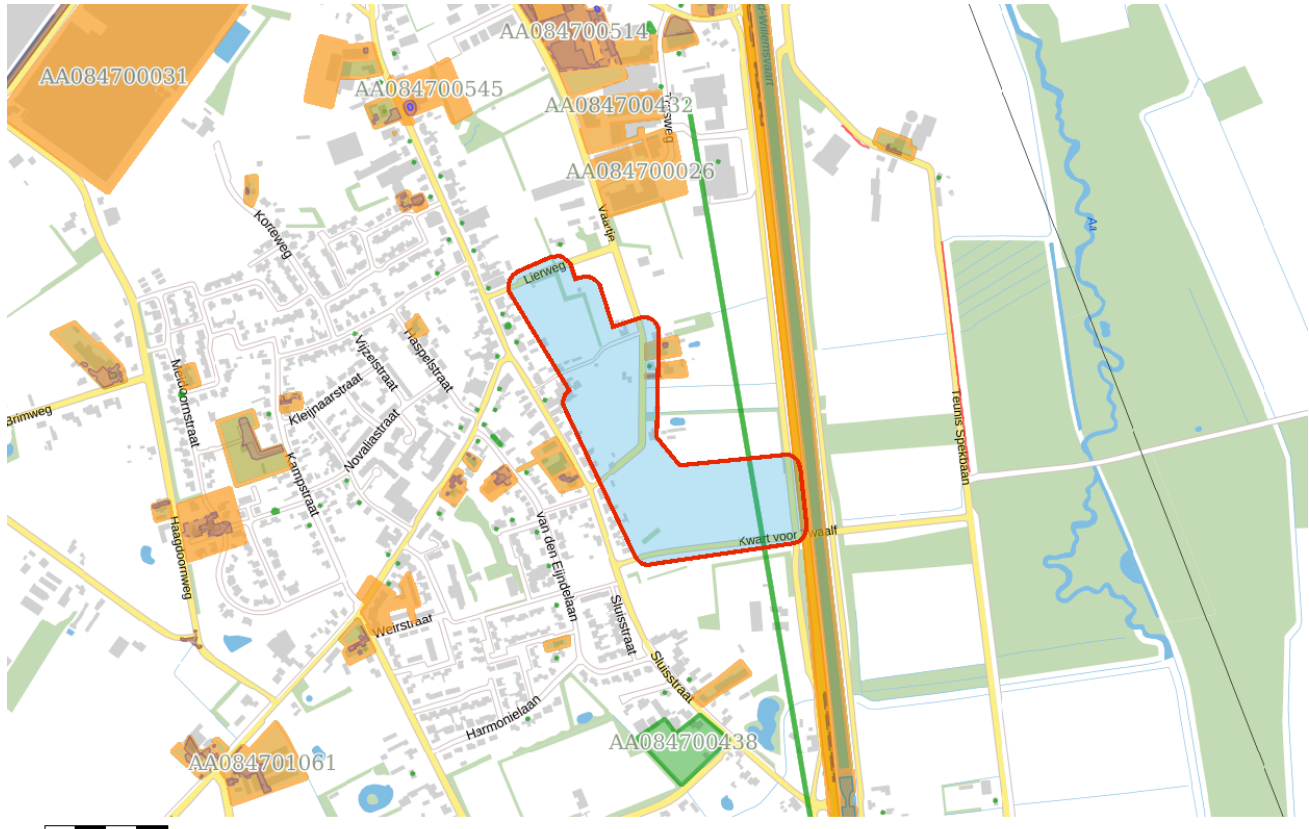 AA084700514
AA084700031
AA084700545
AA084700432
AA084700026
Korteweg
Vaartje
Aa
Lierweg
Haspelstraat
Vijzelstraat
Meidoornstraat
Kleijnaarstraat
Brimweg
Novaliastraat
Teunis Spekbaan
Kampstraat
Haagdoornweg
van den Eijndelaan
Kwart voor Twaalf
Weirstraat
Sluisstraat
Sluisstraat
Harmonielaan
AA084700438
AA084701061